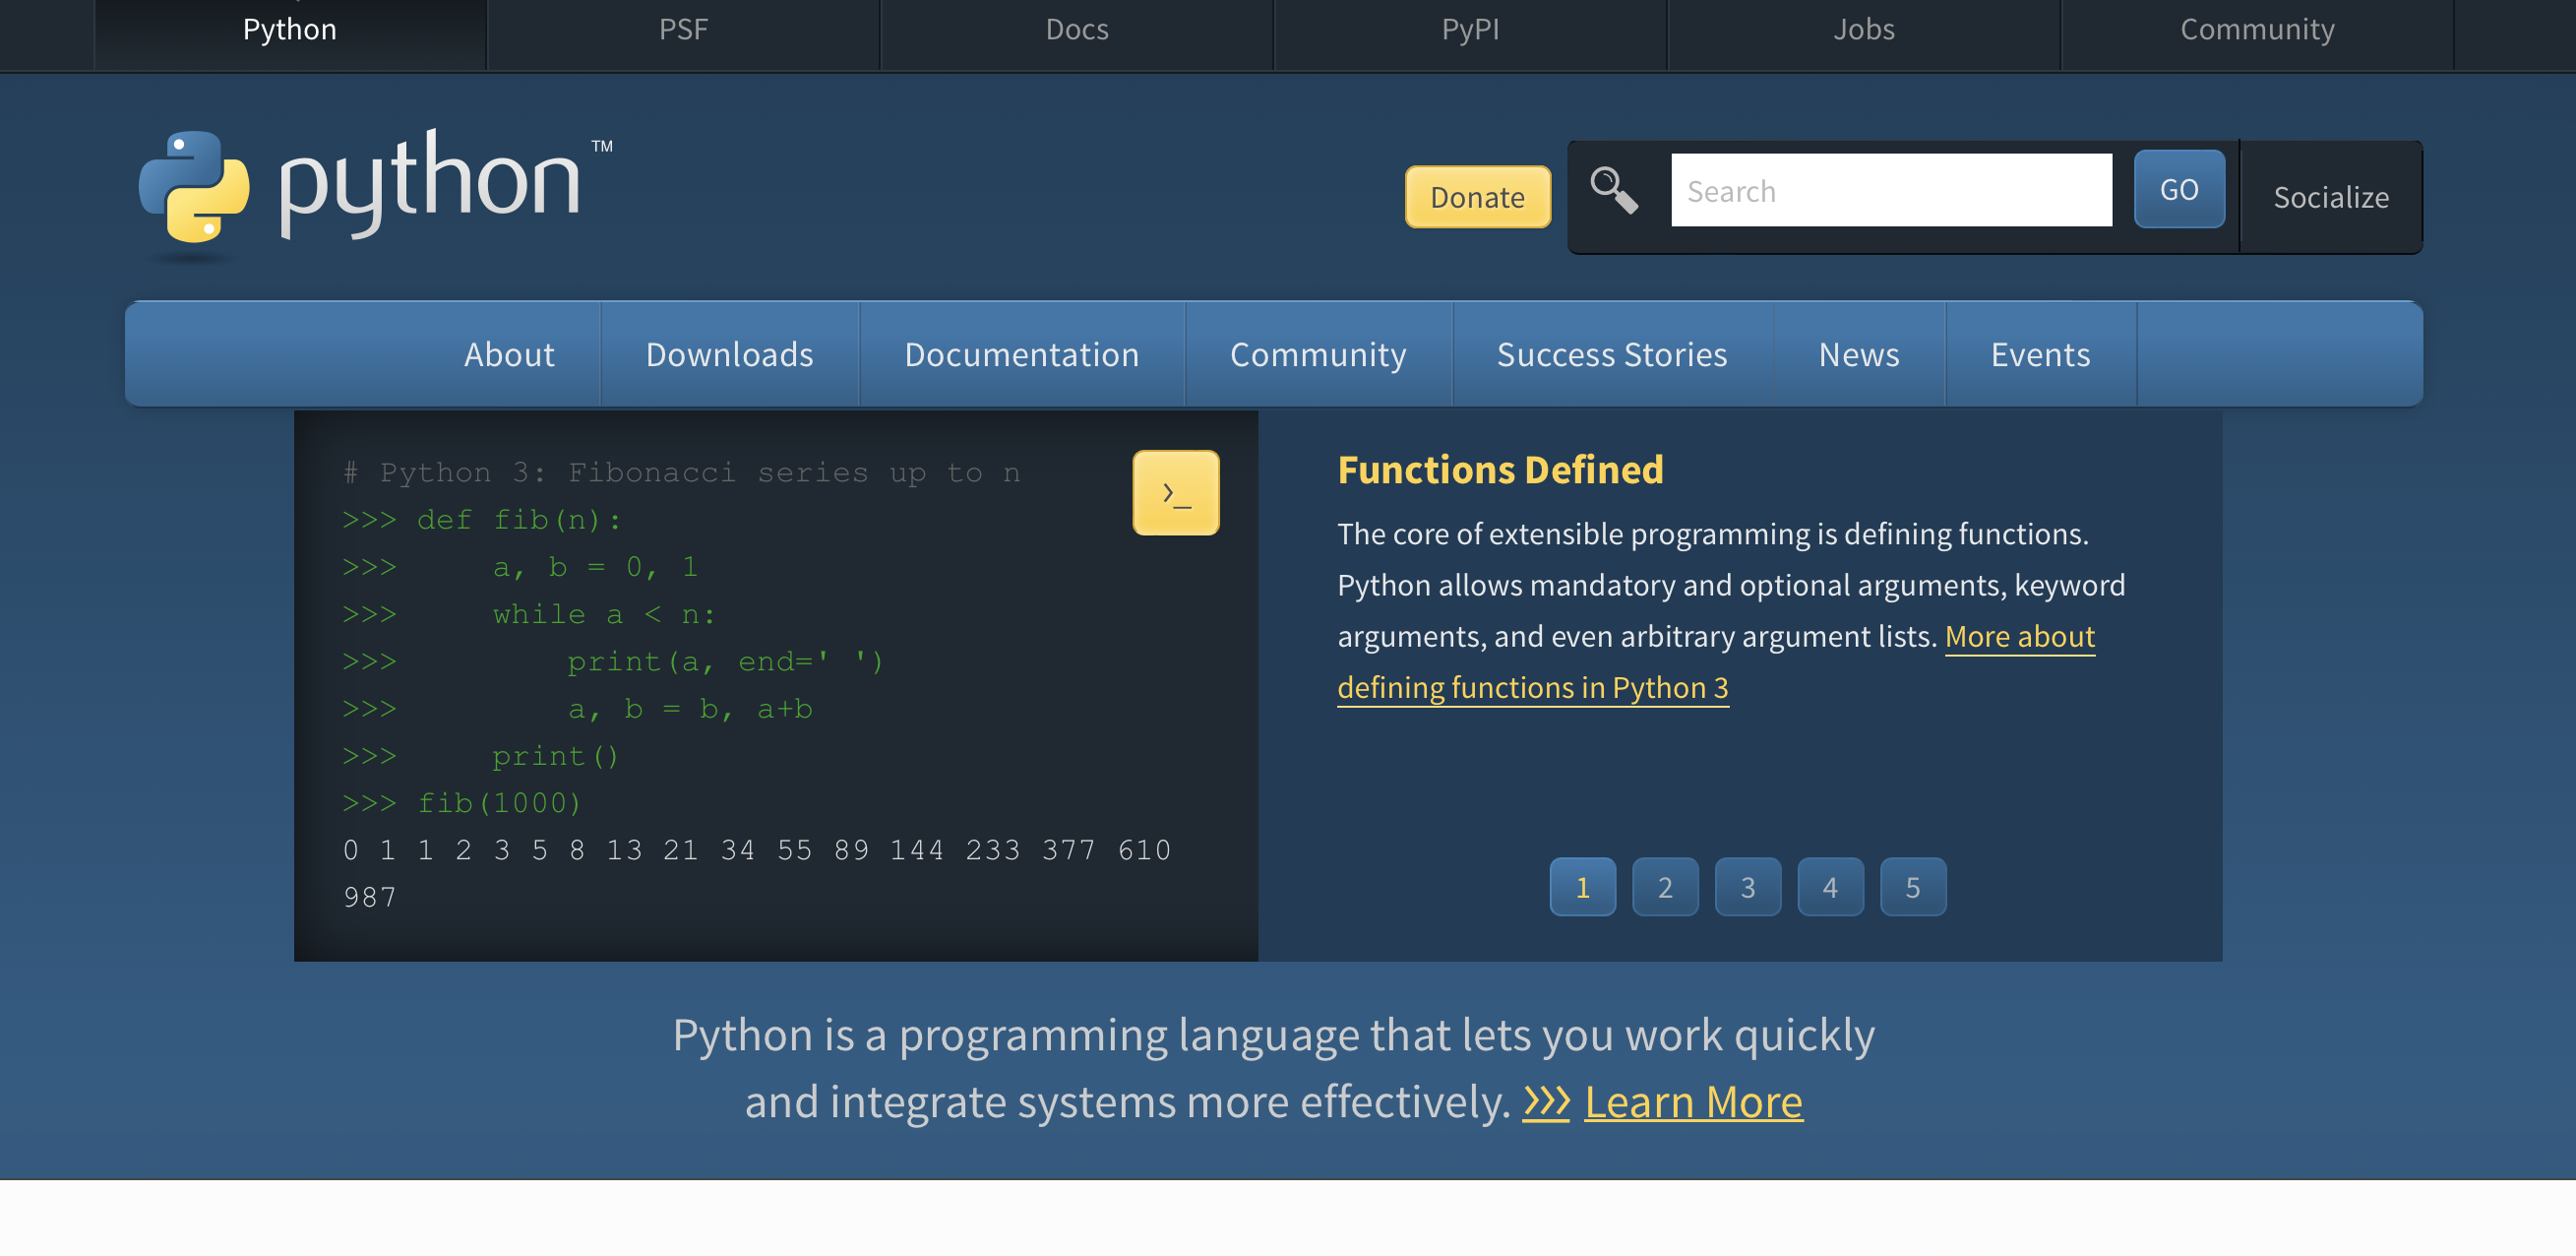 Python PSF Docs PyPI Jobs Community
python™
Donate Search GO Socialize
About Downloads Documentation Community Success Stories News Events
# Python 3: Fibonacci series up to n
>>> def fib(n):
>>>     a, b = 0, 1
>>>     while a < n:
>>>         print(a, end=' ')
>>>         a, b = b, a+b
>>>     print()
>>> fib(1000)
0 1 1 2 3 5 8 13 21 34 55 89 144 233 377 610
987
>_
Functions Defined
The core of extensible programming is defining functions.
Python allows mandatory and optional arguments, keyword
arguments, and even arbitrary argument lists. More about
defining functions in Python 3
1 2 3 4 5
Python is a programming language that lets you work quickly
and integrate systems more effectively. >>> Learn More